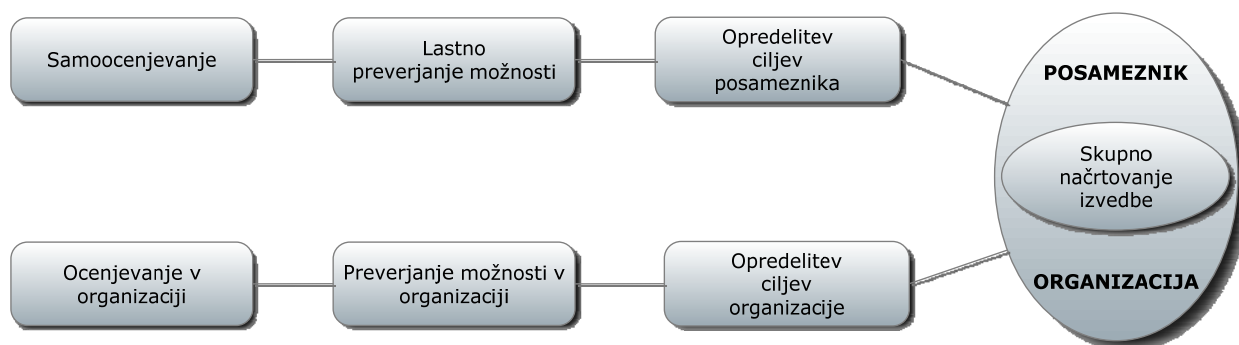 Samoocenjevanje
Lastno
preverjanje možnosti
Opredelitev
ciljev
posameznika
POSAMEZNIK
Skupno
načrtovanje
izvedbe
Ocenjevanje v
organizaciji
Preverjanje možnosti v
organizaciji
Opredelitev
ciljev
organizacije
ORGANIZACIJA